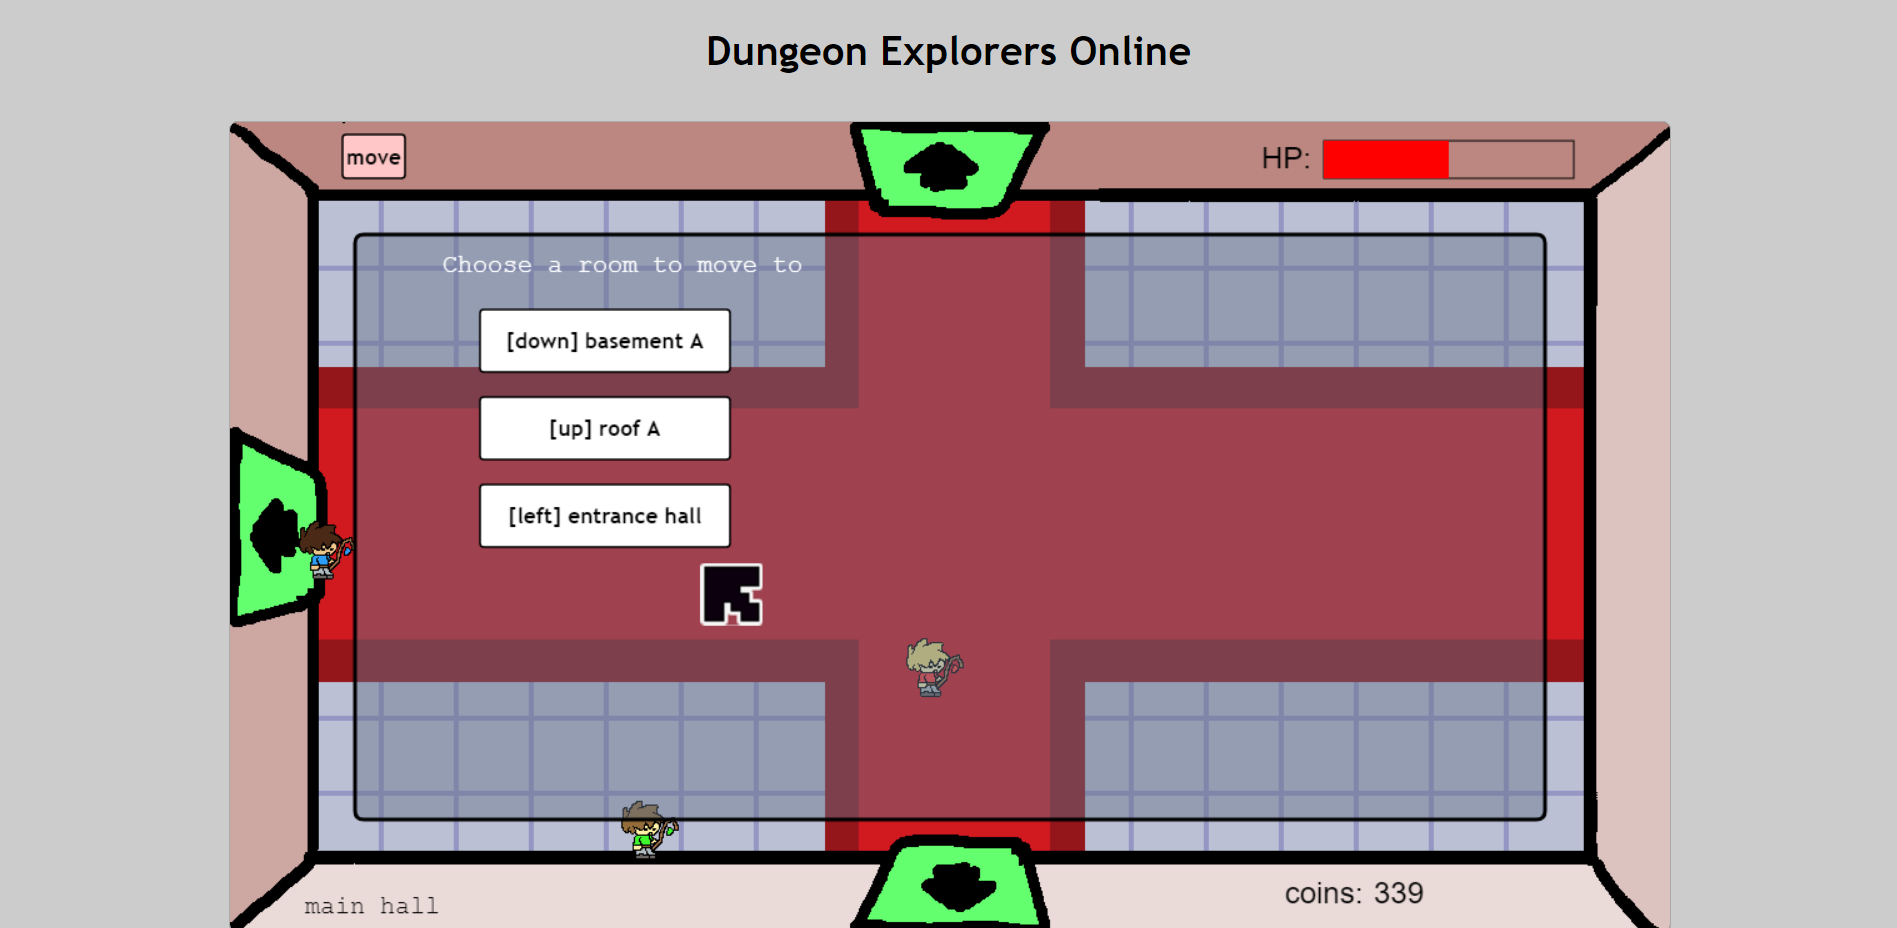 Dungeon Explorers Online
move
HP:
Choose a room to move to
[down] basement A
[up] roof A
[left] entrance hall
main hall
coins: 339